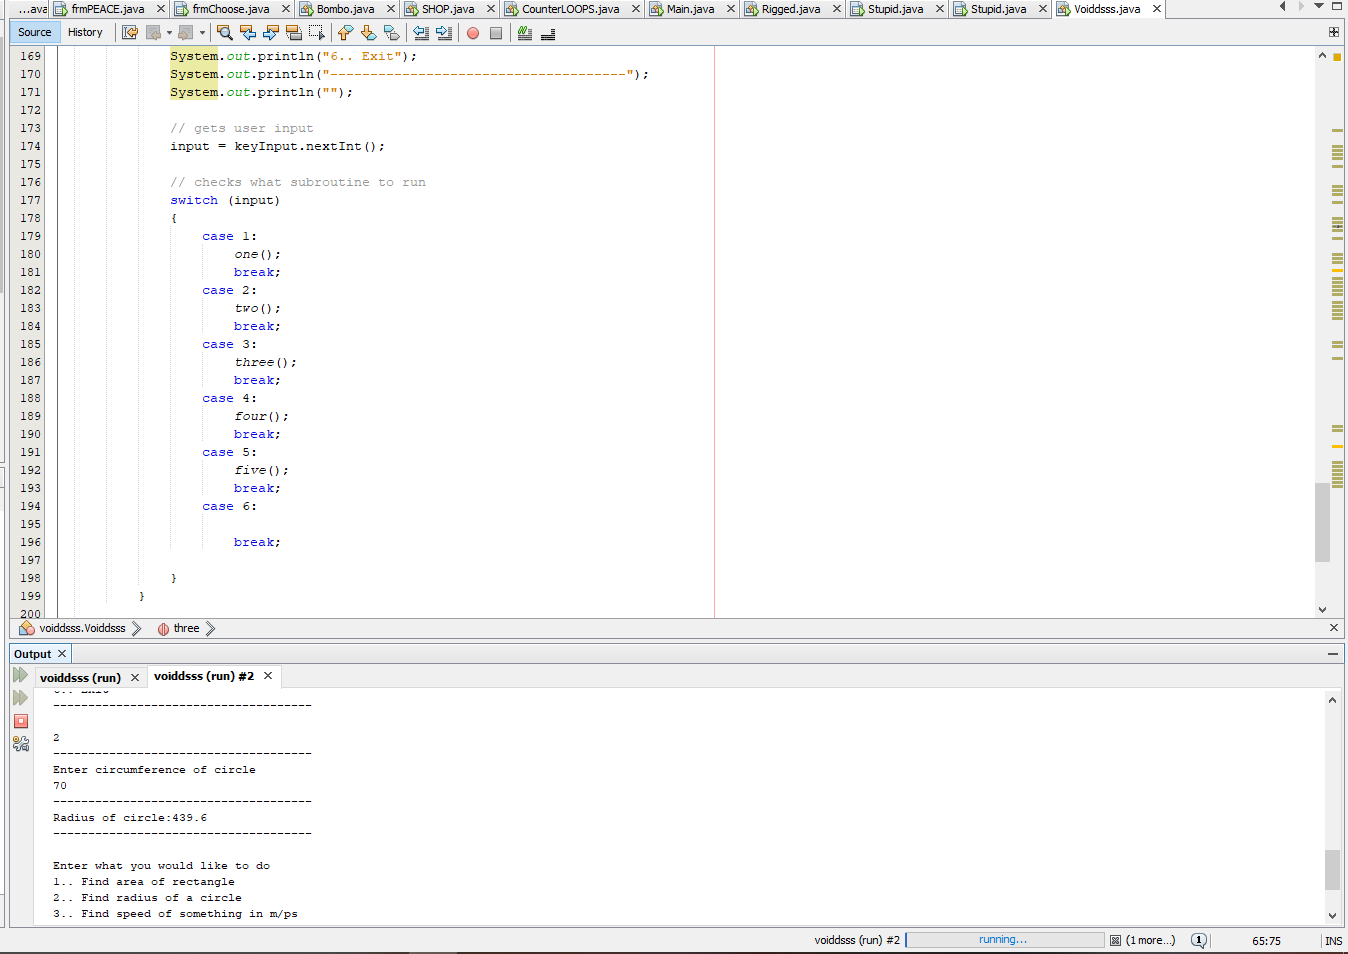 ...ava frmPEACE.java frmChoose.java Bombo.java SHOP.java CounterLOOPS.java Main.java Rigged.java Stupid.java Stupid.java Voiddsss.java
Source History
169 System.out.println("6.. Exit");
170 System.out.println("-------------------------------------");
171 System.out.println("");
172
173 // gets user input
174 input = keyInput.nextInt();
175
176 // checks what subroutine to run
177 switch (input)
178 {
179 case 1:
180 one();
181 break;
182 case 2:
183 two();
184 break;
185 case 3:
186 three();
187 break;
188 case 4:
189 four();
190 break;
191 case 5:
192 five();
193 break;
194 case 6:
195
196 break;
197
198 }
199 }
200
voiddsss.Voiddsss three
Output
voiddsss (run) voiddsss (run) #2
-------------------------------------
2
-------------------------------------
Enter circumference of circle
70
-------------------------------------
Radius of circle:439.6
-------------------------------------
Enter what you would like to do
1.. Find area of rectangle
2.. Find radius of a circle
3.. Find speed of something in m/ps
voiddsss (run) #2 running... (1 more...) 1 65:75 INS